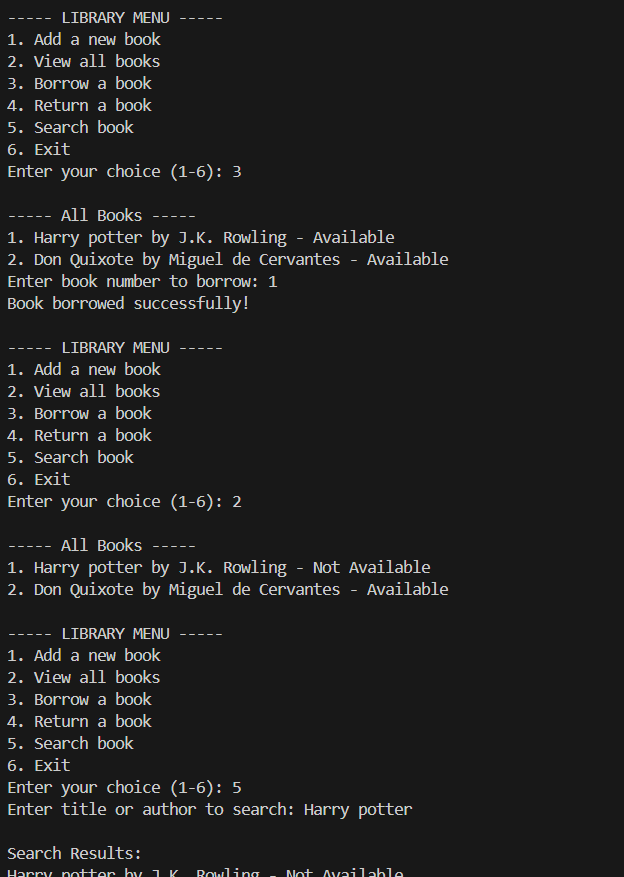 ----- LIBRARY MENU -----
1. Add a new book
2. View all books
3. Borrow a book
4. Return a book
5. Search book
6. Exit
Enter your choice (1-6): 3
----- All Books -----
1. Harry potter by J.K. Rowling - Available
2. Don Quixote by Miguel de Cervantes - Available
Enter book number to borrow: 1
Book borrowed successfully!
----- LIBRARY MENU -----
1. Add a new book
2. View all books
3. Borrow a book
4. Return a book
5. Search book
6. Exit
Enter your choice (1-6): 2
----- All Books -----
1. Harry potter by J.K. Rowling - Not Available
2. Don Quixote by Miguel de Cervantes - Available
----- LIBRARY MENU -----
1. Add a new book
2. View all books
3. Borrow a book
4. Return a book
5. Search book
6. Exit
Enter your choice (1-6): 5
Enter title or author to search: Harry potter
Search Results:
Harry potter by J.K. Rowling - Not Available